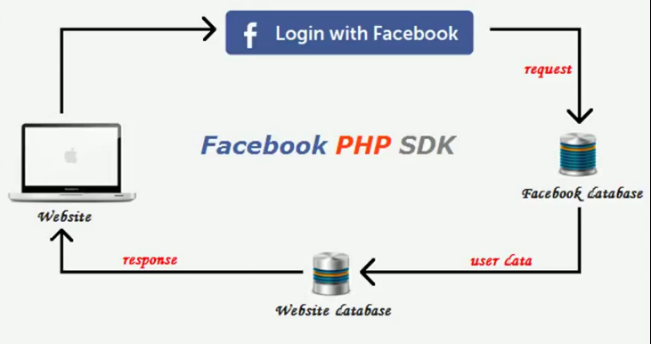 Login with Facebook
request
Facebook PHP SDK
Facebook database
Website
response
user data
Website database